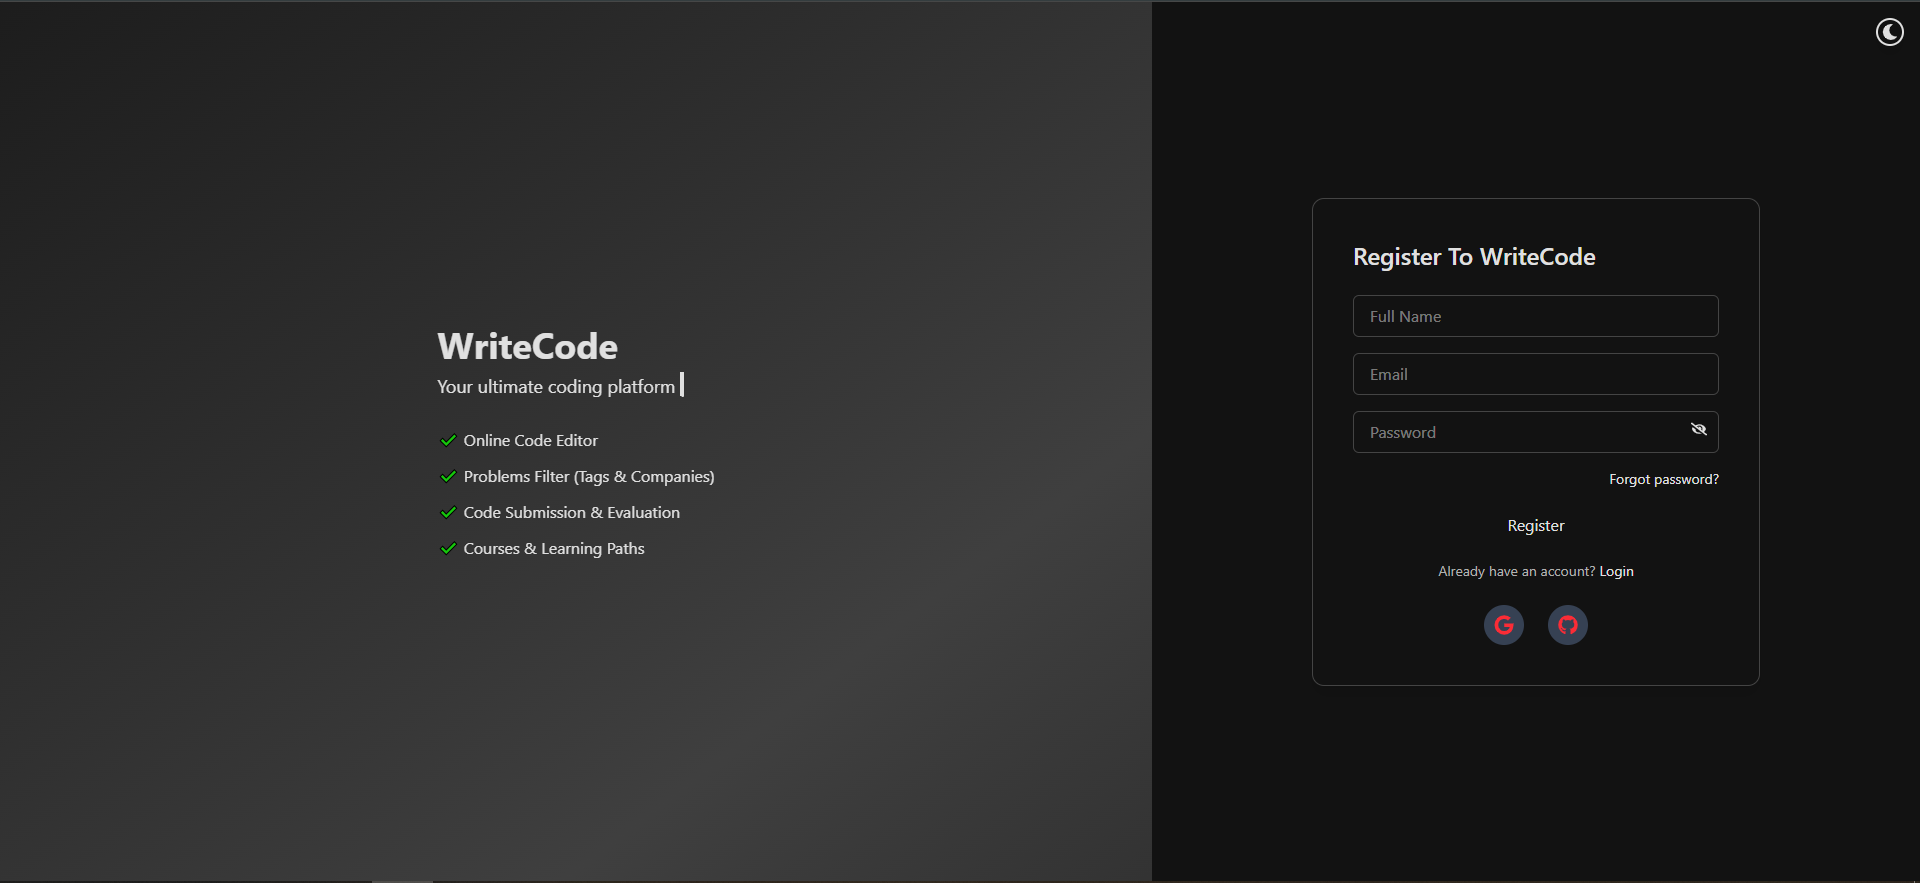 WriteCode
Your ultimate coding platform
Online Code Editor
Problems Filter (Tags & Companies)
Code Submission & Evaluation
Courses & Learning Paths
Register To WriteCode
Full Name
Email
Password
Forgot password?
Register
Already have an account? Login